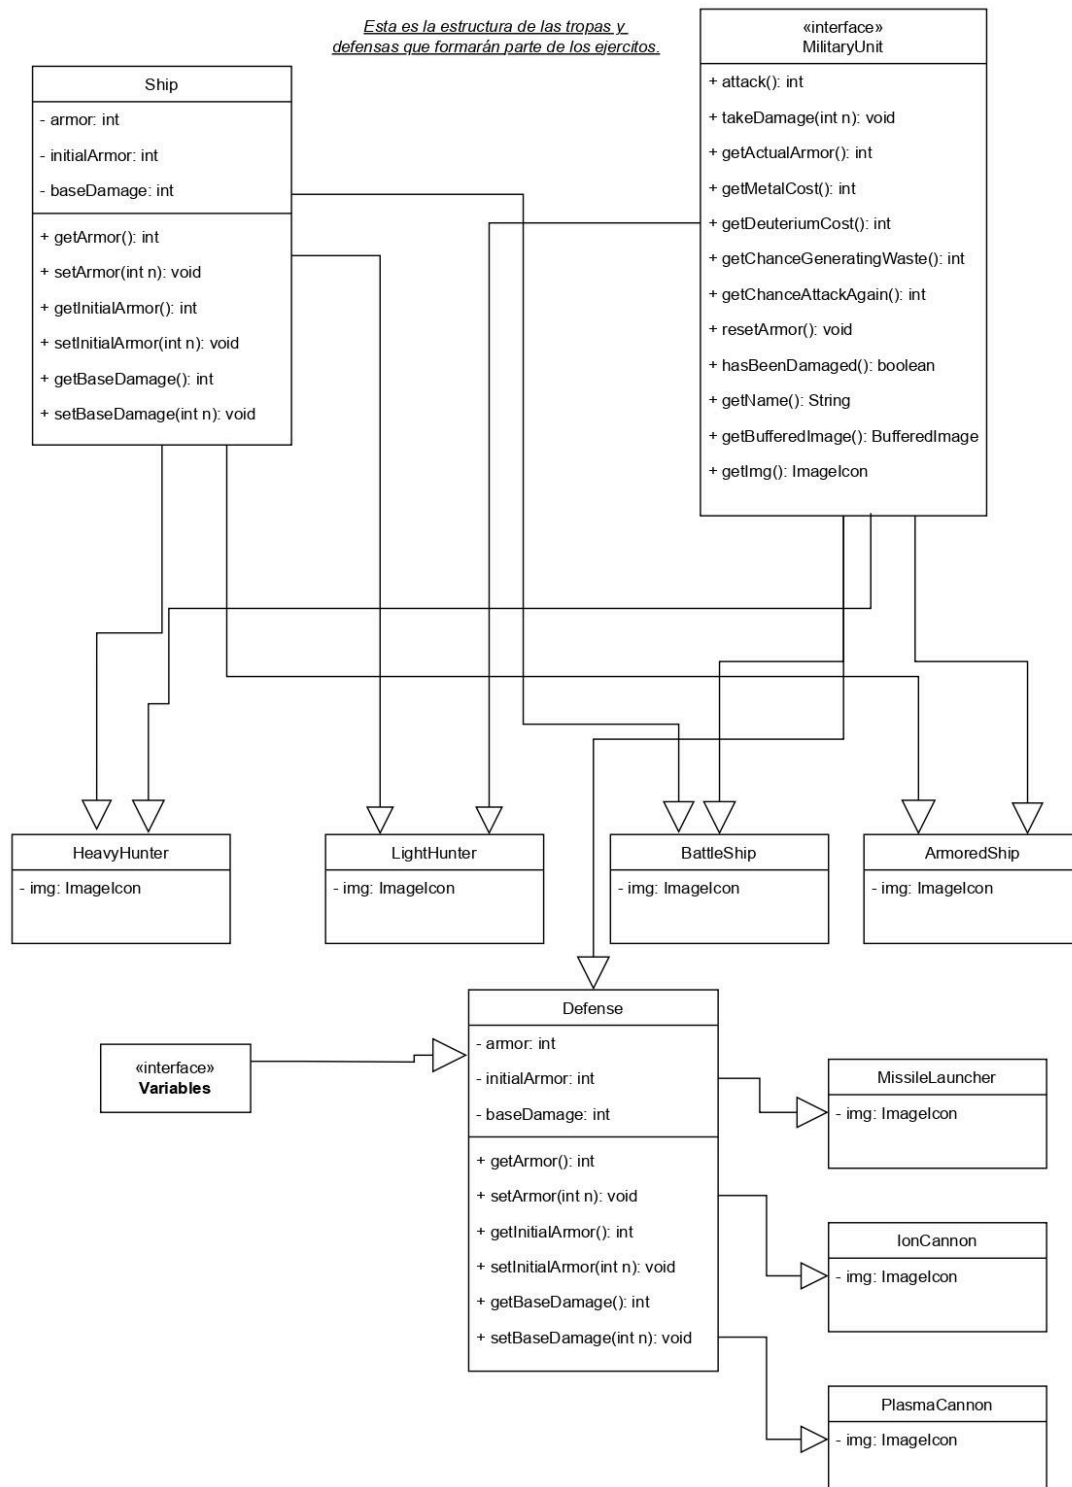 Esta es la estructura de las tropas y
defensas que formarán parte de los ejercitos.
Ship
- armor: int
- initialArmor: int
- baseDamage: int
+ getArmor(): int
+ setArmor(int n): void
+ getInitialArmor(): int
+ setInitialArmor(int n): void
+ getBaseDamage(): int
+ setBaseDamage(int n): void
«interface»
MilitaryUnit
+ attack(): int
+ takeDamage(int n): void
+ getActualArmor(): int
+ getMetalCost(): int
+ getDeuteriumCost(): int
+ getChanceGeneratingWaste(): int
+ getChanceAttackAgain(): int
+ resetArmor(): void
+ hasBeenDamaged(): boolean
+ getName(): String
+ getBufferedImage(): BufferedImage
+ getImg(): ImageIcon
HeavyHunter
- img: ImageIcon
LightHunter
- img: ImageIcon
BattleShip
- img: ImageIcon
ArmoredShip
- img: ImageIcon
«interface»
Variables
Defense
- armor: int
- initialArmor: int
- baseDamage: int
+ getArmor(): int
+ setArmor(int n): void
+ getInitialArmor(): int
+ setInitialArmor(int n): void
+ getBaseDamage(): int
+ setBaseDamage(int n): void
MissileLauncher
- img: ImageIcon
IonCannon
- img: ImageIcon
PlasmaCannon
- img: ImageIcon